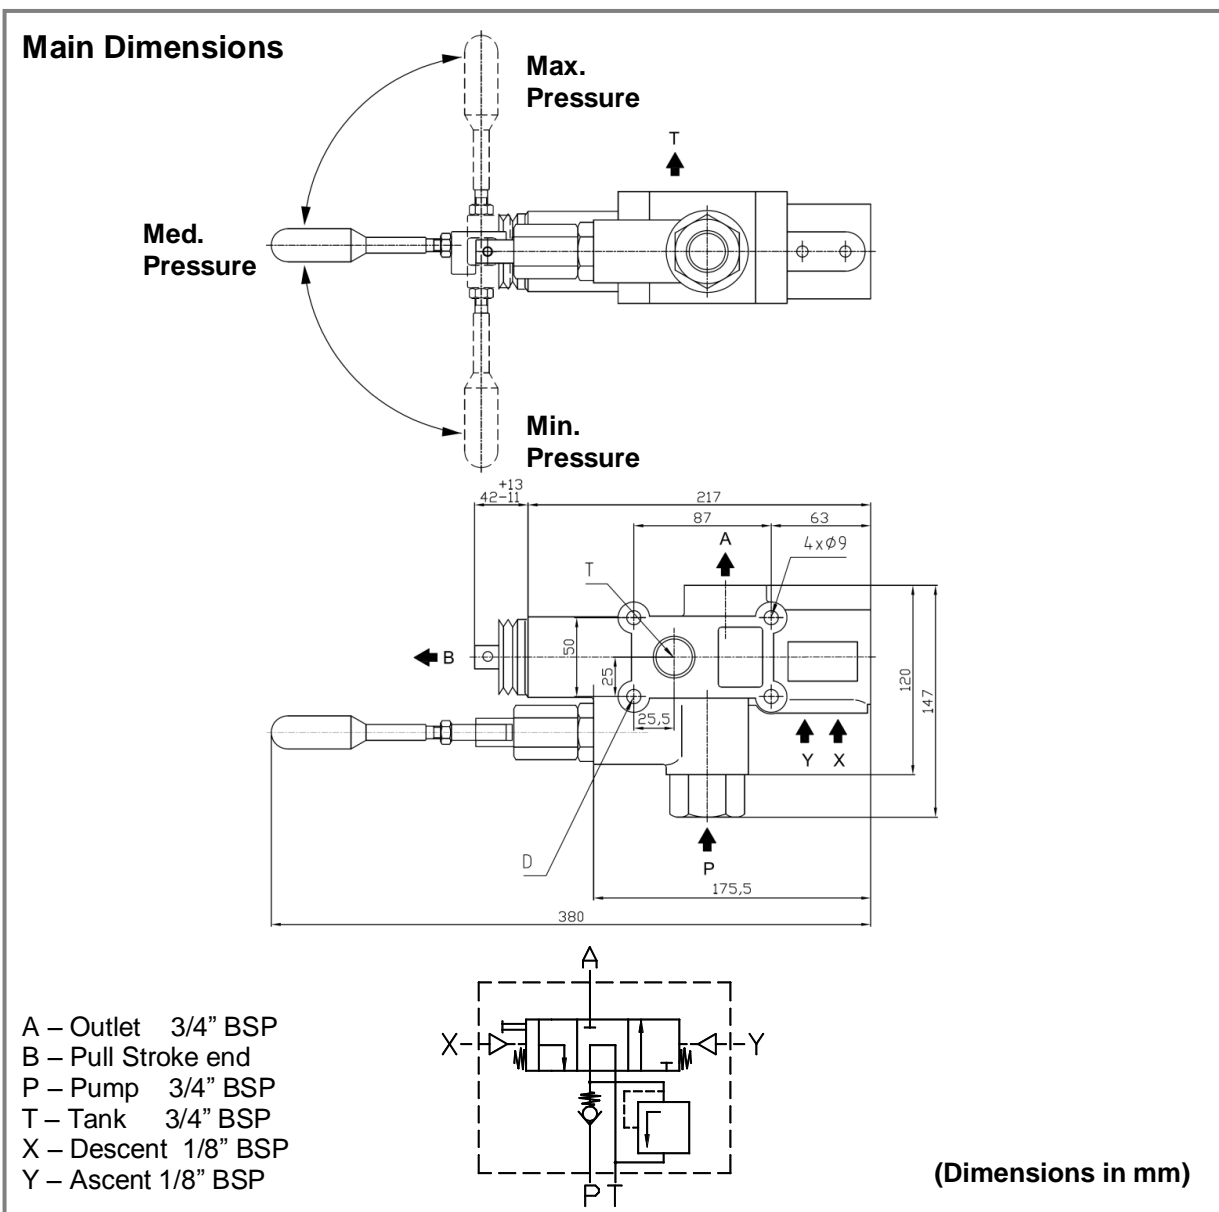 Main Dimensions
Max.
Pressure
T
Med.
Pressure
Min.
Pressure
+13
42-11
217
87
63
A
4xϕ9
T
B
50
25
25,5
120
147
Y X
D
P
175,5
380
A
X
Y
P T
A – Outlet 3/4” BSP
B – Pull Stroke end
P – Pump 3/4” BSP
T – Tank 3/4” BSP
X – Descent 1/8” BSP
Y – Ascent 1/8” BSP
(Dimensions in mm)